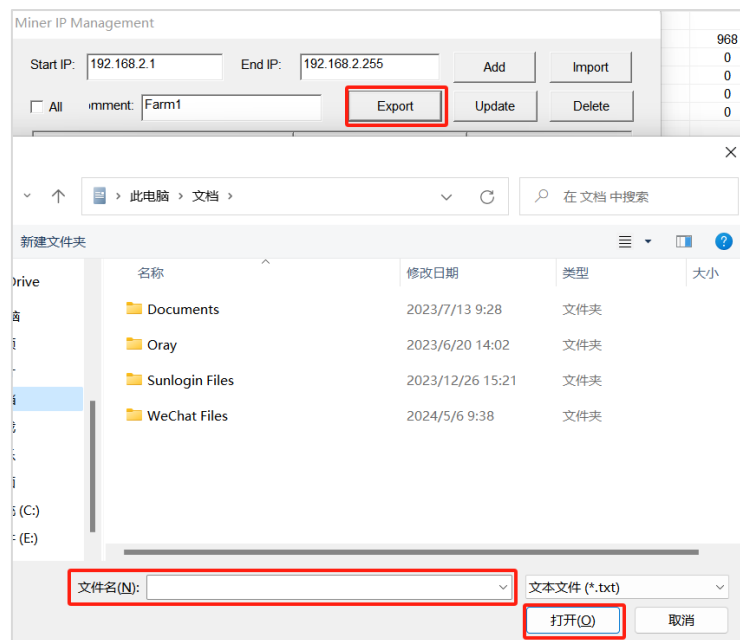 Miner IP Management
968
Start IP: 192.168.2.1 End IP: 192.168.2.255 Add Import
0
0
All omment: Farm1 Export Update Delete
0
0
此电脑 文档 在 文档 中搜索
新建文件夹
名称 修改日期 类型 大小
Drive
Documents 2023/7/13 9:28 文件夹
Oray 2023/6/20 14:02 文件夹
Sunlogin Files 2023/12/26 15:21 文件夹
WeChat Files 2024/5/6 9:38 文件夹
(C:)
(E:)
文件名(N): 文本文件 (*.txt)
打开(O) 取消